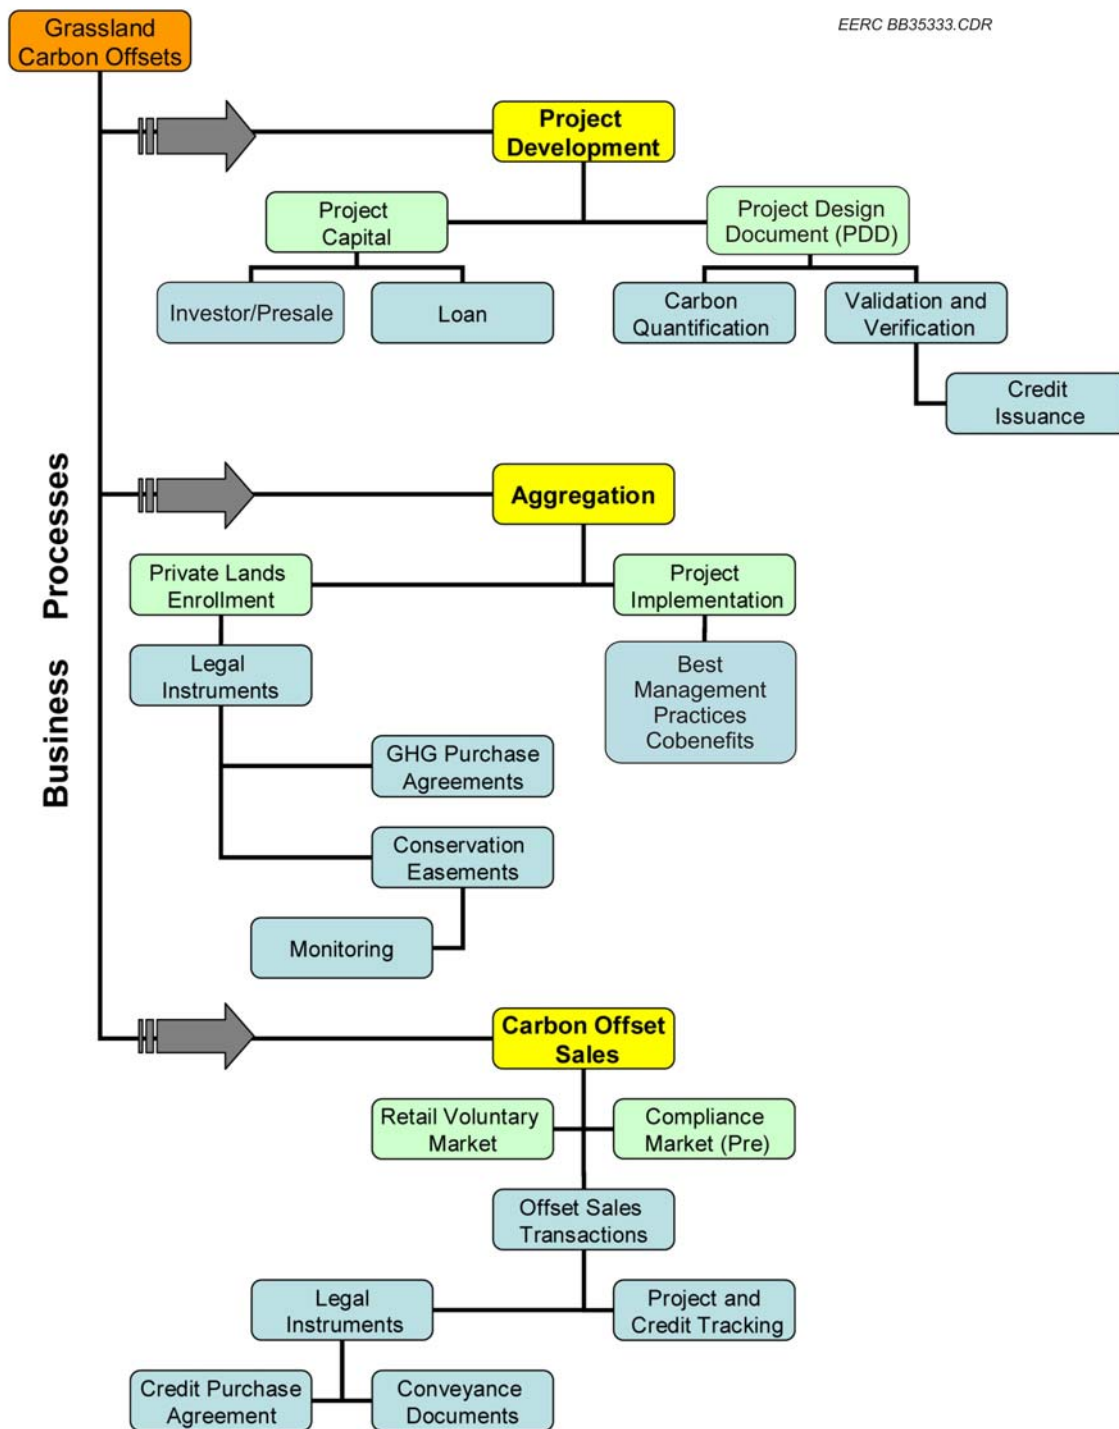 Grassland
Carbon Offsets
EERC BB35333.CDR
Project
Development
Project
Capital
Project Design
Document (PDD)
Investor/Presale
Loan
Carbon
Quantification
Validation and
Verification
Credit
Issuance
Business Processes
Aggregation
Private Lands
Enrollment
Project
Implementation
Legal
Instruments
Best
Management
Practices
Cobenefits
GHG Purchase
Agreements
Conservation
Easements
Monitoring
Carbon Offset
Sales
Retail Voluntary
Market
Compliance
Market (Pre)
Offset Sales
Transactions
Legal
Instruments
Project and
Credit Tracking
Credit Purchase
Agreement
Conveyance
Documents